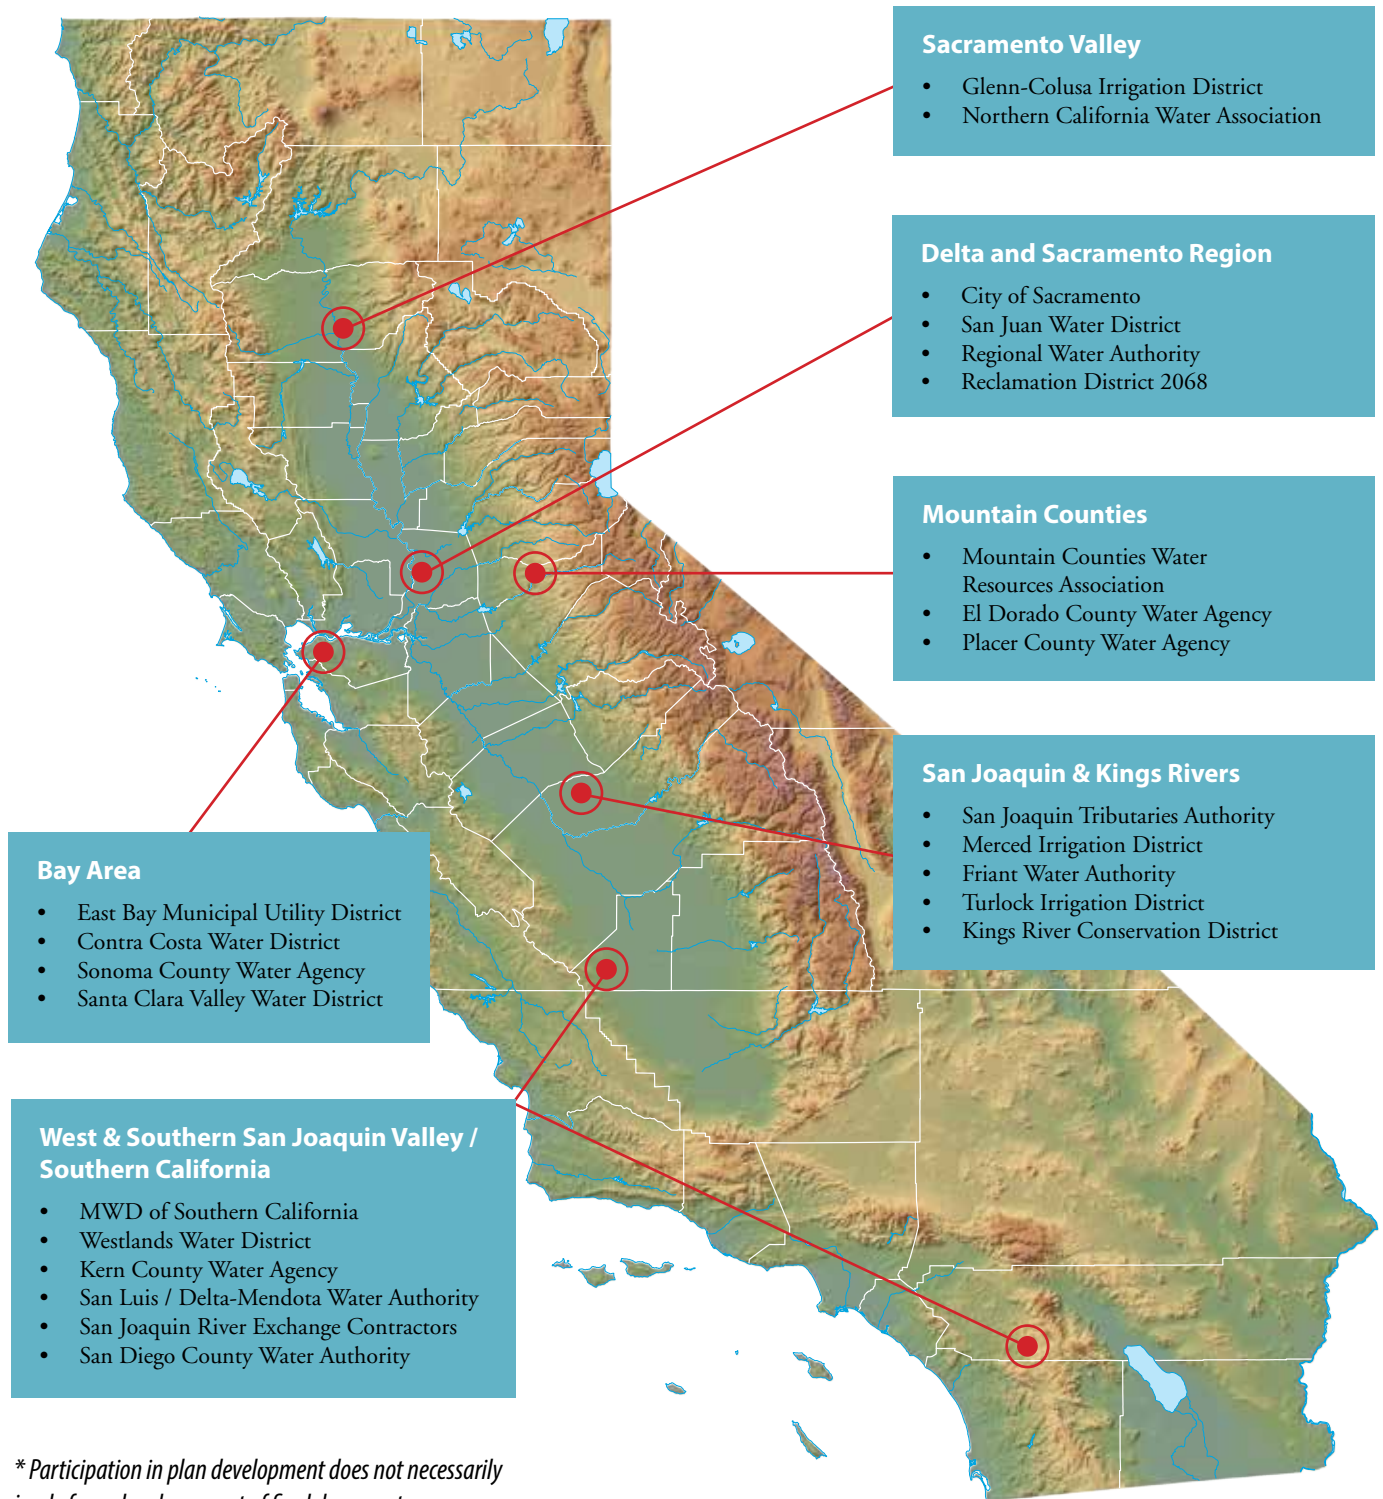 Sacramento Valley
• Glenn-Colusa Irrigation District
• Northern California Water Association
Delta and Sacramento Region
• City of Sacramento
• San Juan Water District
• Regional Water Authority
• Reclamation District 2068
Mountain Counties
• Mountain Counties Water
Resources Association
• El Dorado County Water Agency
• Placer County Water Agency
San Joaquin & Kings Rivers
• San Joaquin Tributaries Authority
• Merced Irrigation District
• Friant Water Authority
• Turlock Irrigation District
• Kings River Conservation District
Bay Area
• East Bay Municipal Utility District
• Contra Costa Water District
• Sonoma County Water Agency
• Santa Clara Valley Water District
West & Southern San Joaquin Valley /
Southern California
• MWD of Southern California
• Westlands Water District
• Kern County Water Agency
• San Luis / Delta-Mendota Water Authority
• San Joaquin River Exchange Contractors
• San Diego County Water Authority
* Participation in plan development does not necessarily